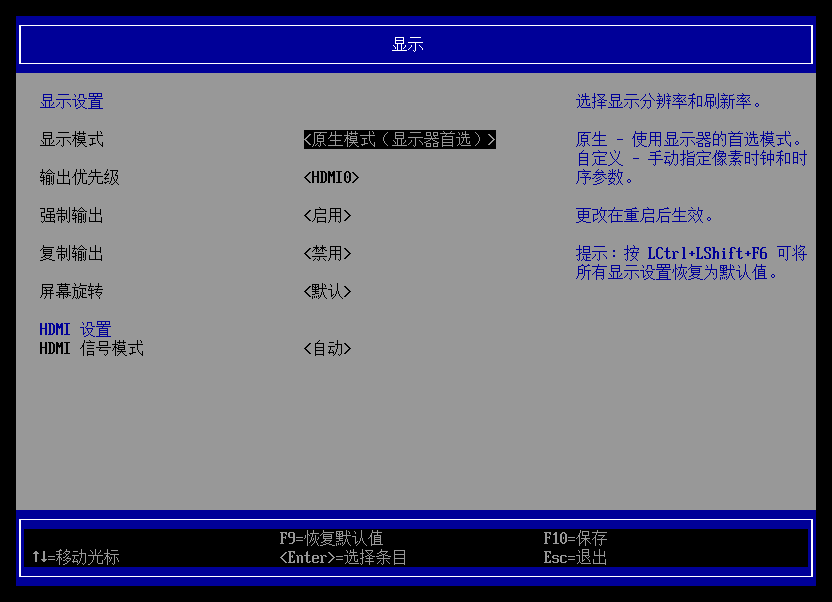 显示
显示设置
显示模式 <原生模式（显示器首选）>
输出优先级 <HDMI0>
强制输出 <启用>
复制输出 <禁用>
屏幕旋转 <默认>
HDMI 设置
HDMI 信号模式 <自动>
选择显示分辨率和刷新率。
原生 - 使用显示器的首选模式。
自定义 - 手动指定像素时钟和时
序参数。
更改在重启后生效。
提示：按 LCtrl+LShift+F6 可将
所有显示设置恢复为默认值。
F9=恢复默认值 F10=保存
↑↓=移动光标 <Enter>=选择条目 Esc=退出